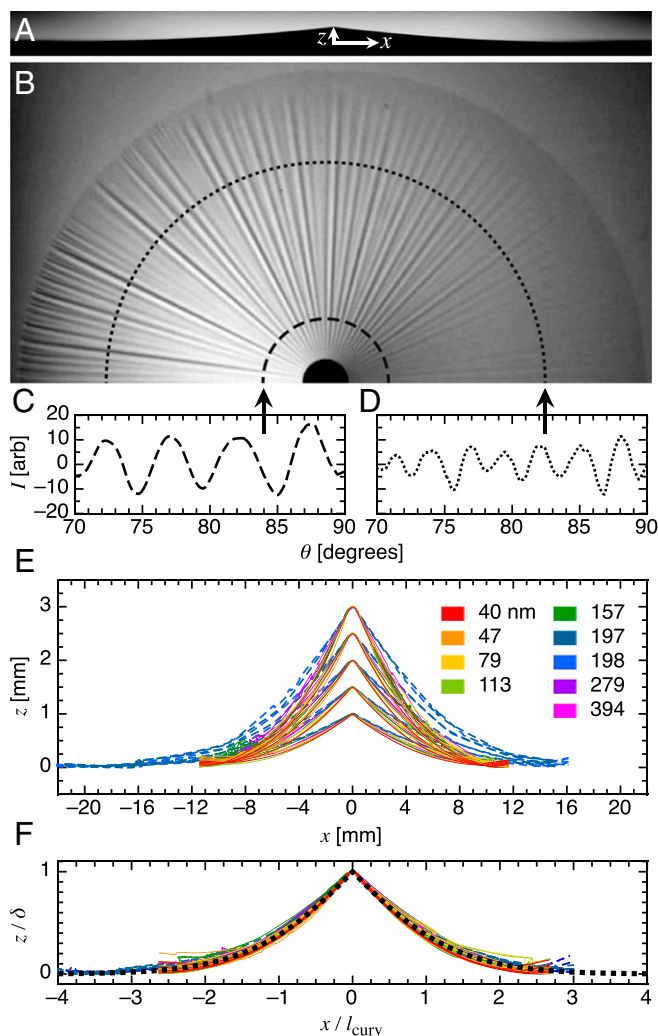 A
z x
B
C D
20
10
0
−10
−20
I [arb]
70 75 80 85 90 70 75 80 85 90
θ [degrees]
E
3
2
1
0
z [mm]
40 nm 157
47 197
79 198
113 279
394
−20 −16 −12 −8 −4 0 4 8 12 16 20
x [mm]
F
1
0
z / δ
−4 −3 −2 −1 0 1 2 3 4
x / lcurv